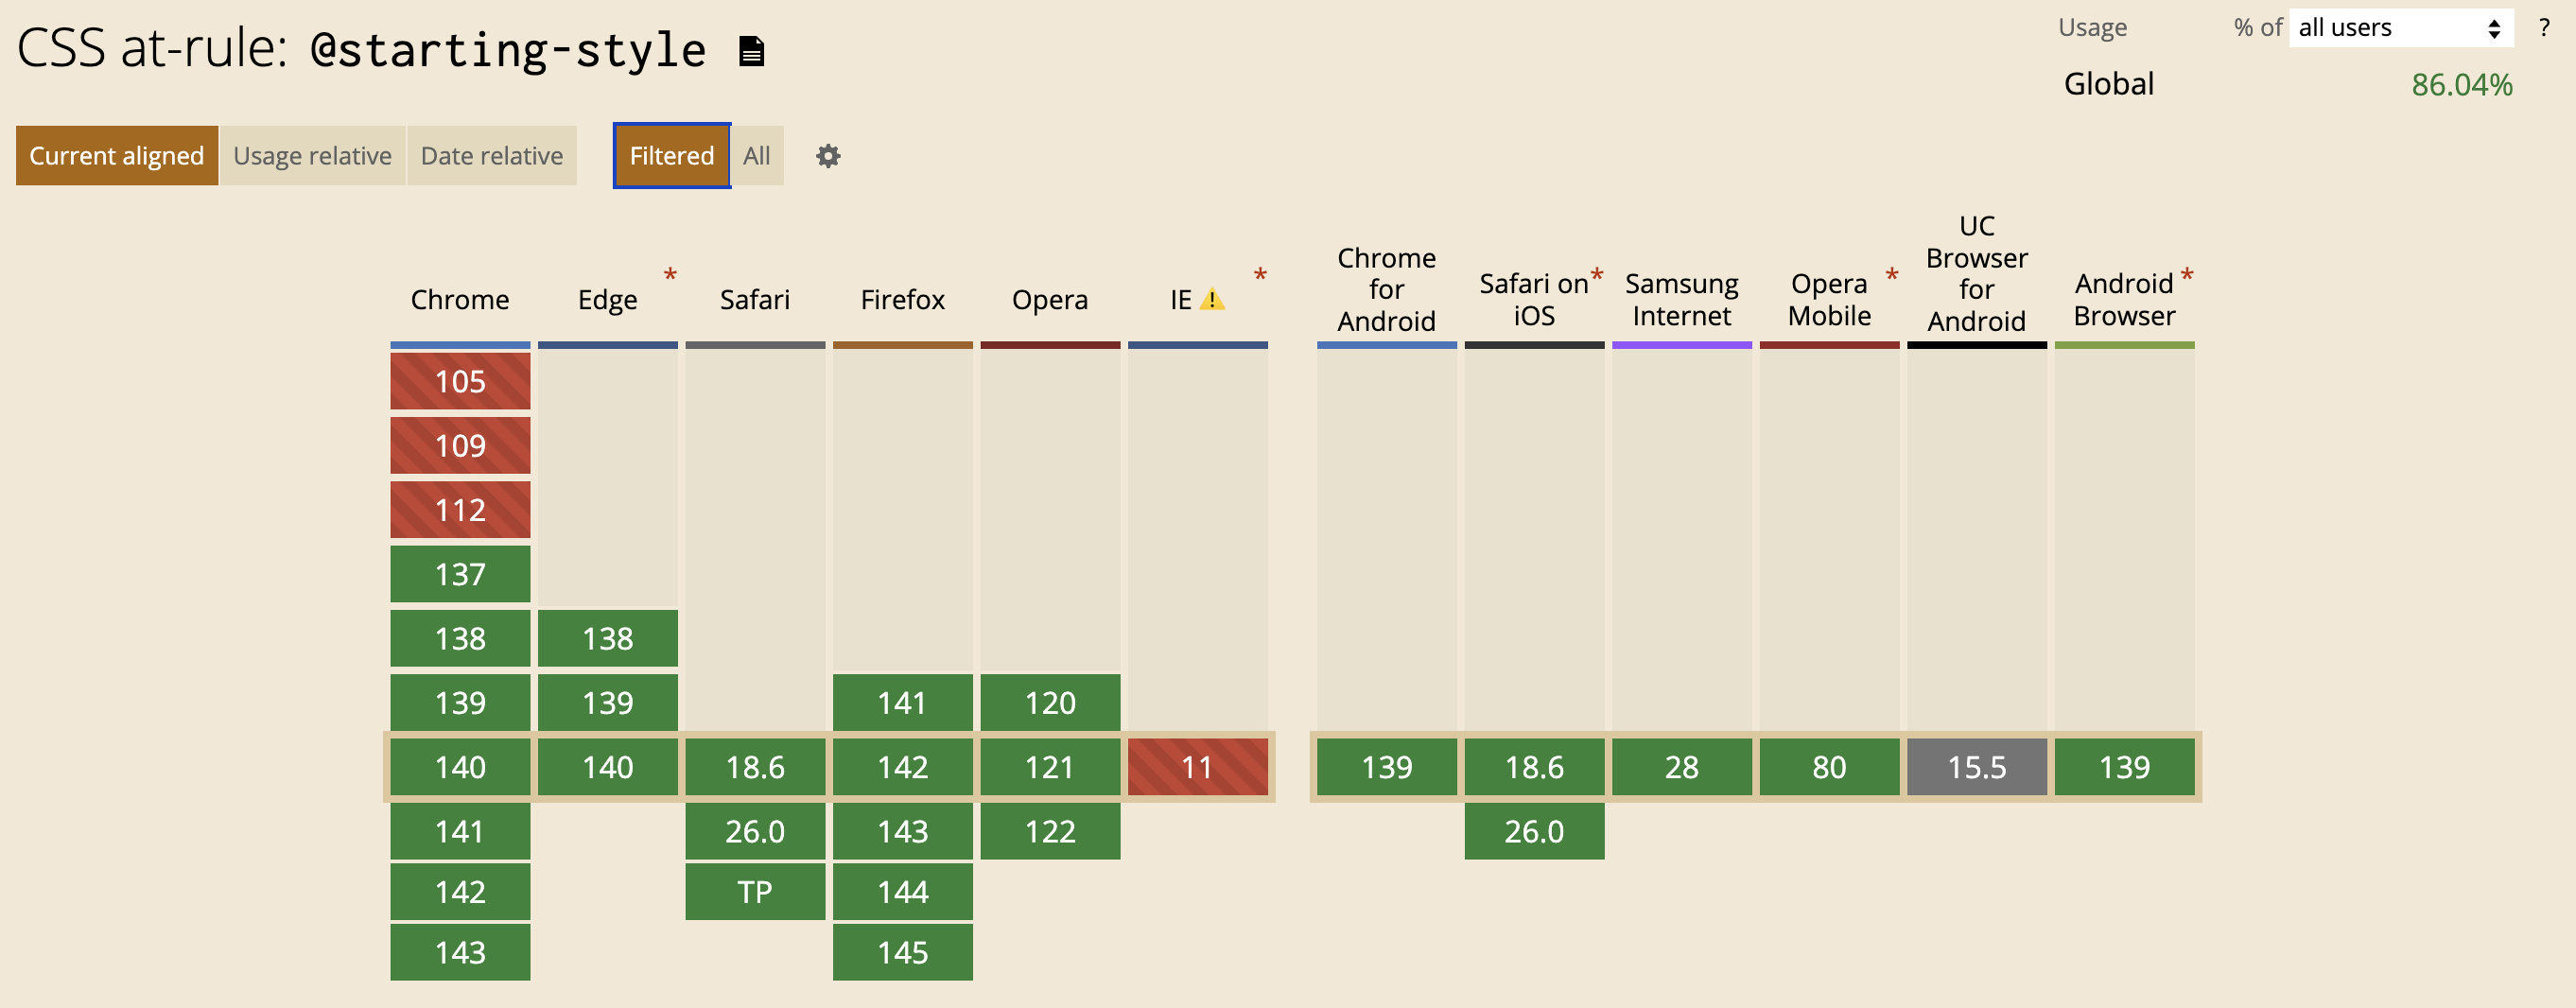 CSS at-rule: @starting-style
Usage % of all users ?
Global 86.04%
Current aligned Usage relative Date relative Filtered All
Chrome Edge * Safari Firefox Opera IE * Chrome for Android Safari on iOS * Samsung Internet Opera Mobile * UC Browser for Android Android Browser *
105
109
112
137
138 138
139 139 141 120
140 140 18.6 142 121 11 139 18.6 28 80 15.5 139
141 26.0 143 122 26.0
142 TP 144
143 145